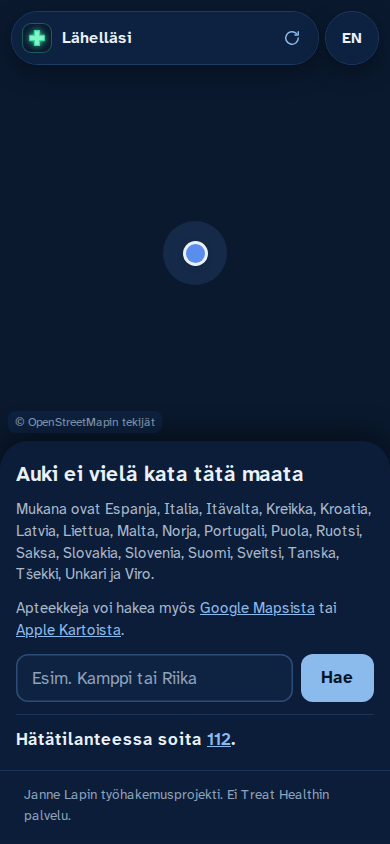 Lähelläsi
EN
© OpenStreetMapin tekijät
Auki ei vielä kata tätä maata
Mukana ovat Espanja, Italia, Itävalta, Kreikka, Kroatia,
Latvia, Liettua, Malta, Norja, Portugali, Puola, Ruotsi,
Saksa, Slovakia, Slovenia, Suomi, Sveitsi, Tanska,
Tšekki, Unkari ja Viro.
Apteekkeja voi hakea myös Google Mapsista tai
Apple Kartoista.
Esim. Kamppi tai Riika
Hae
Hätätilanteessa soita 112.
Janne Lapin työhakemusprojekti. Ei Treat Healthin
palvelu.